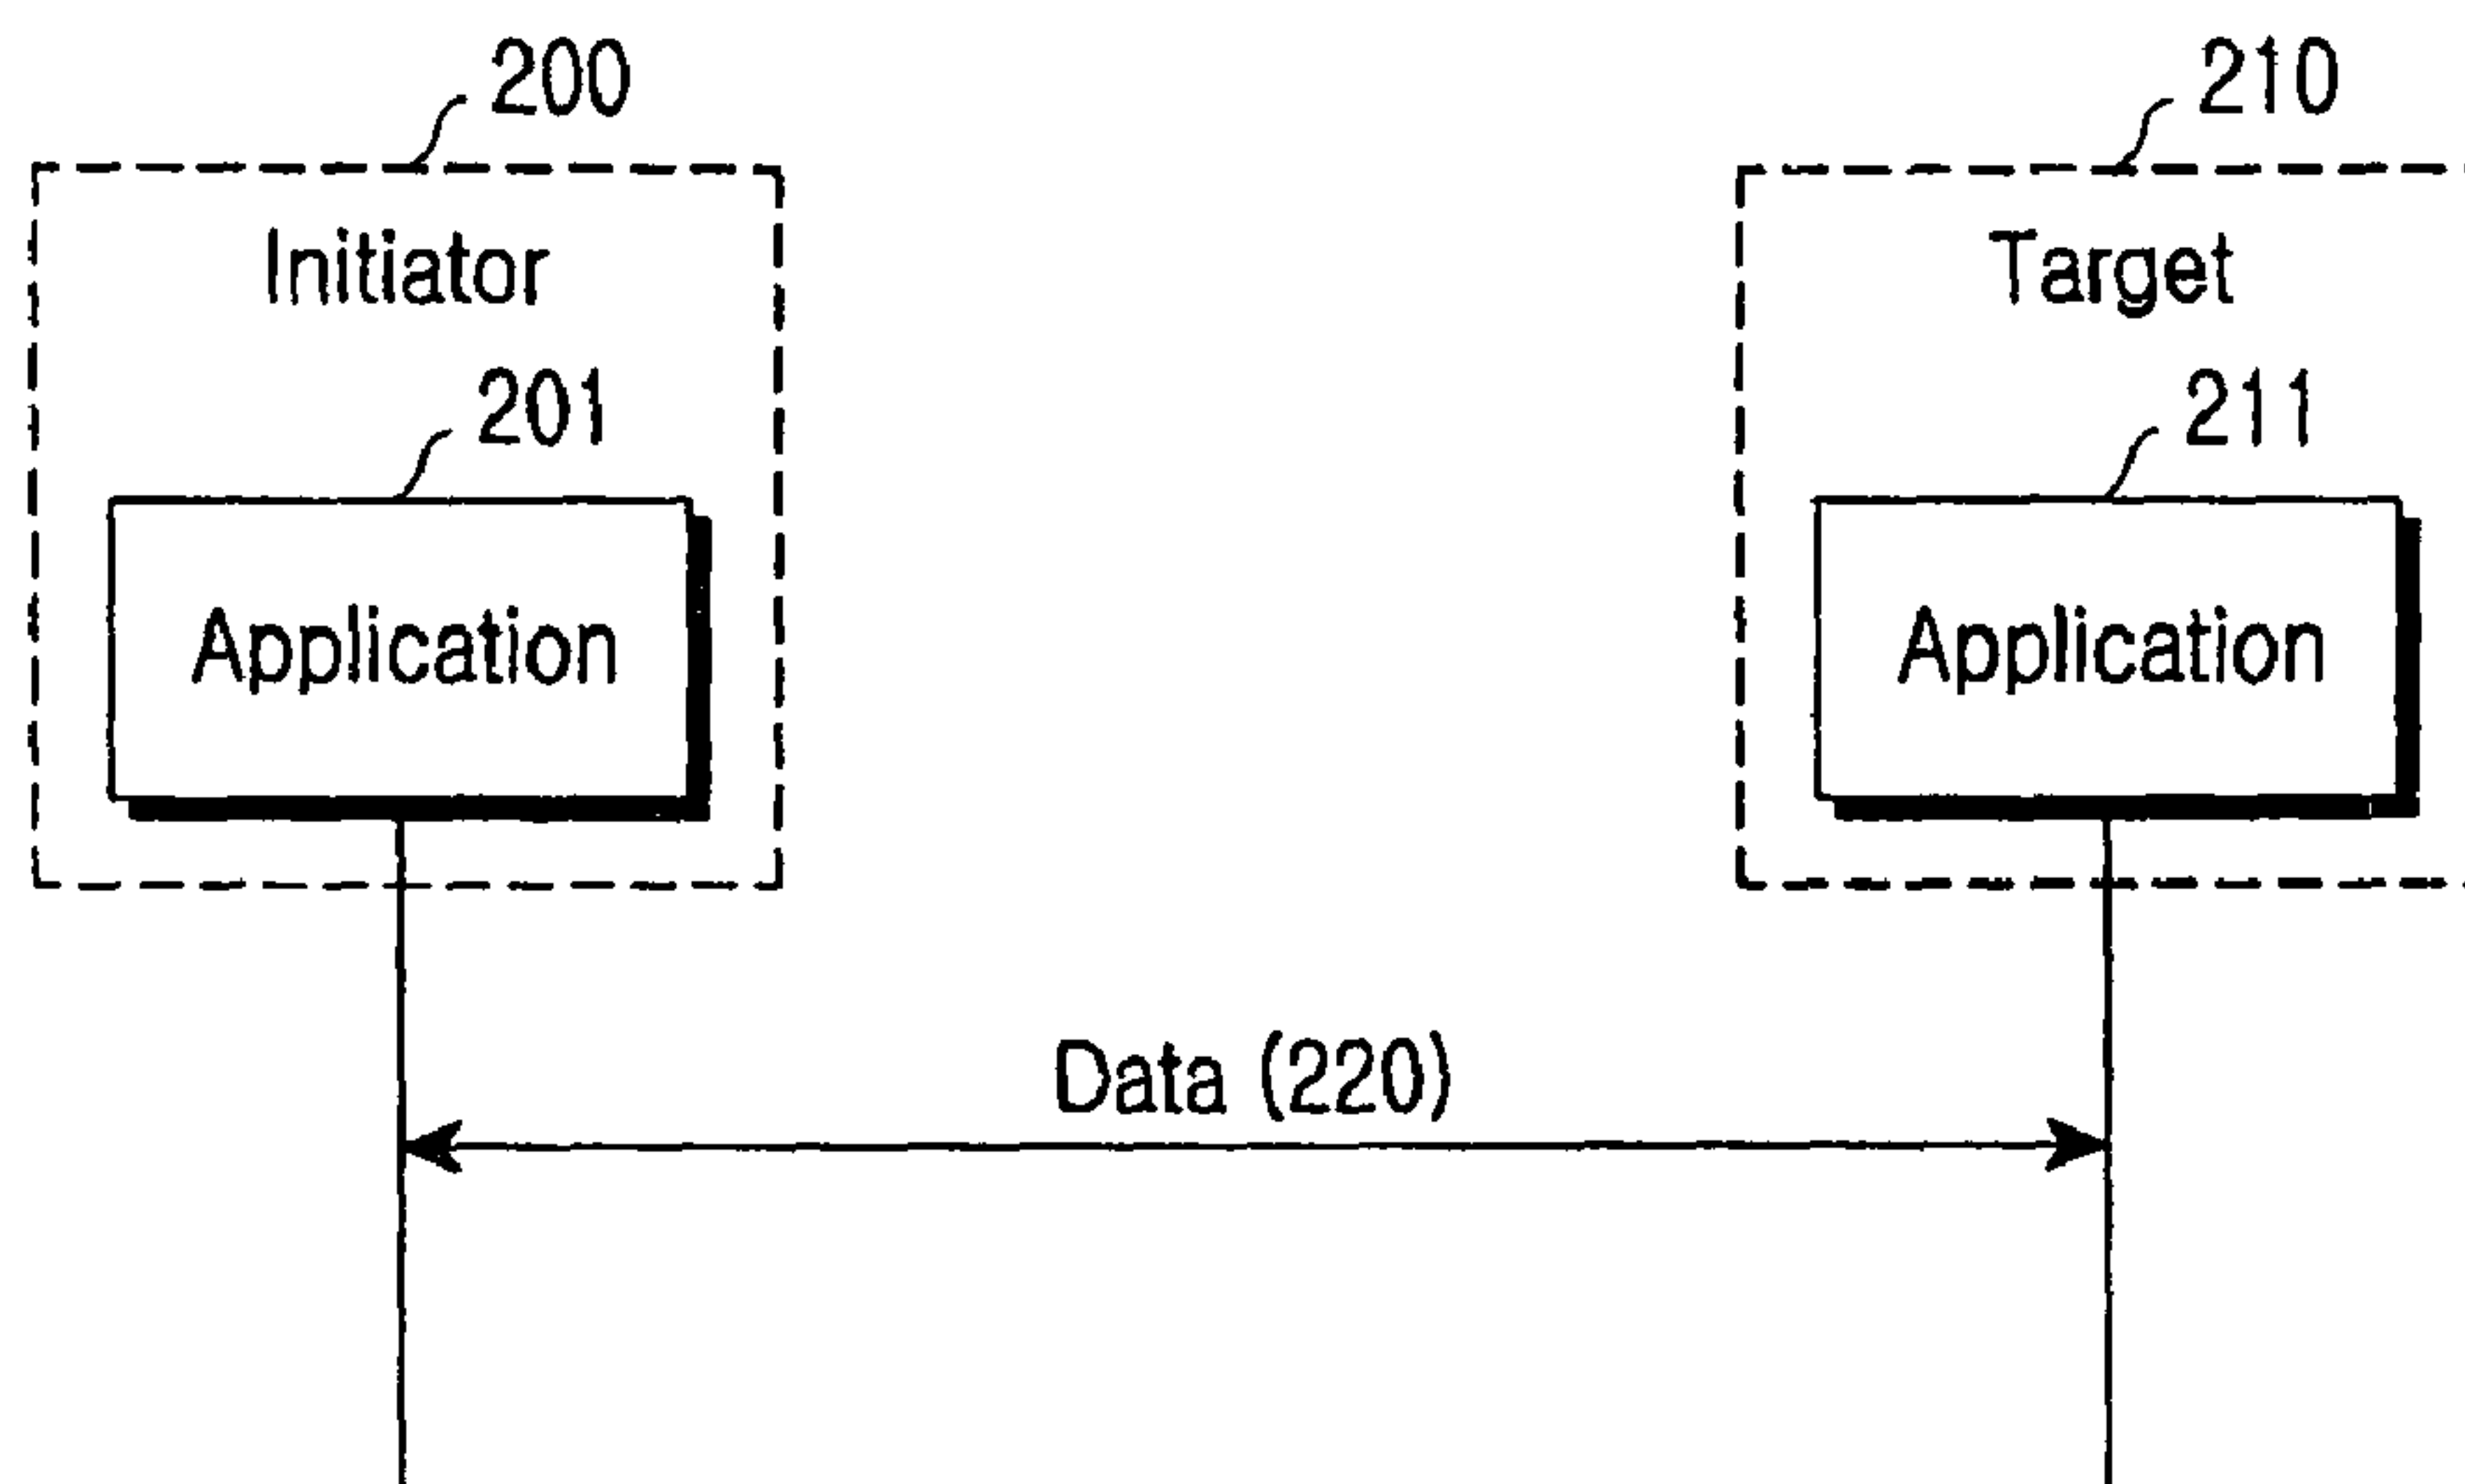 200
210
Initiator
Target
201
211
Application
Application
Data (220)